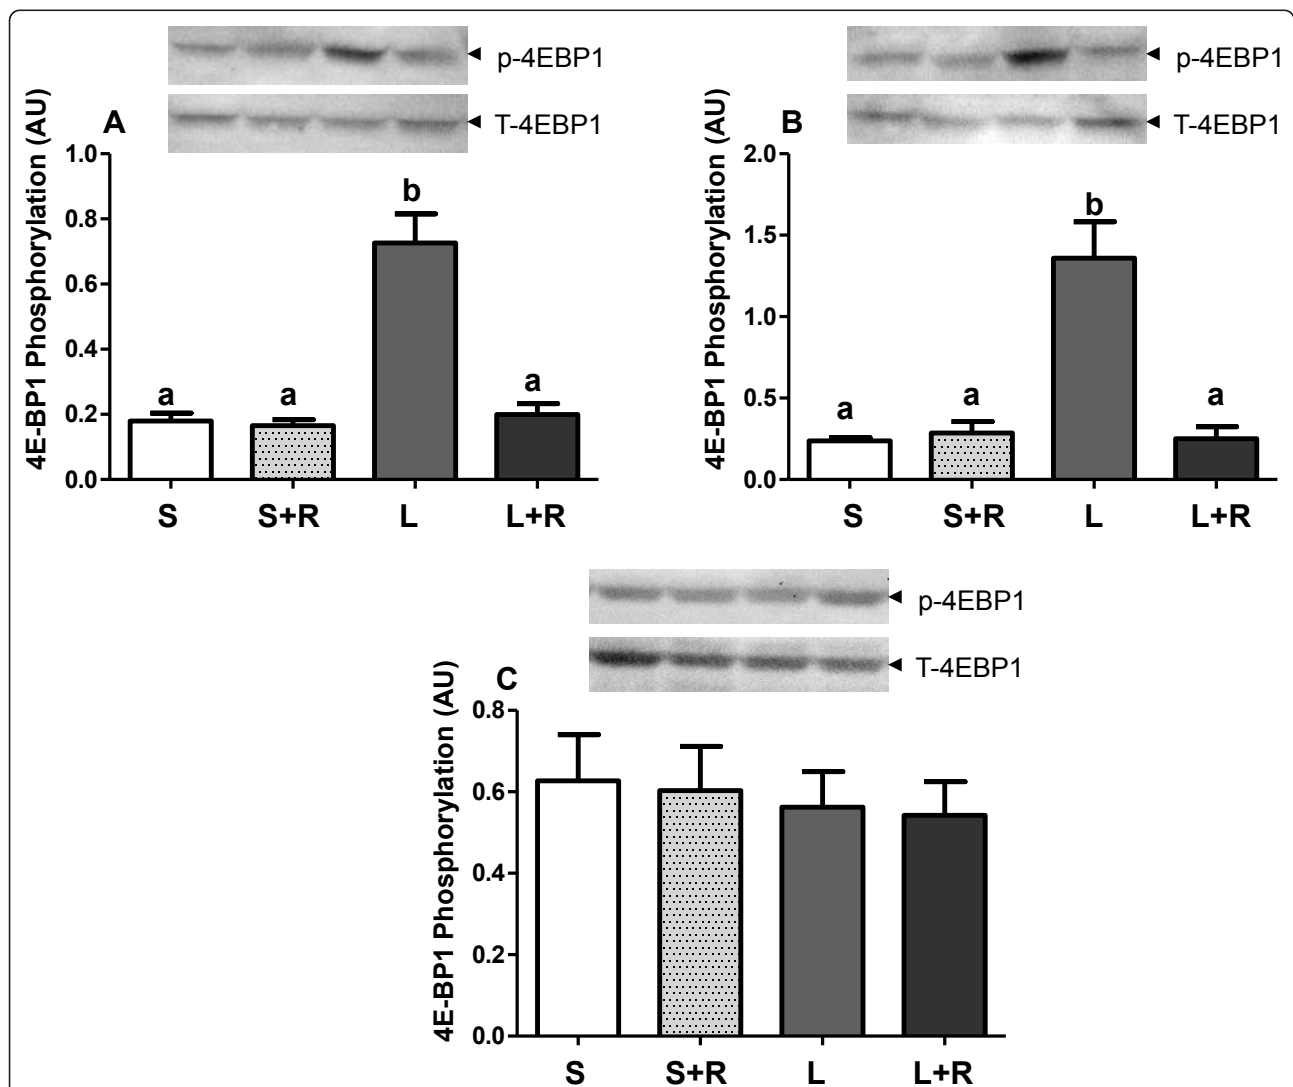 p-4EBP1
T-4EBP1
A
4E-BP1 Phosphorylation (AU)
1.0
0.8
0.6
0.4
0.2
0.0
a
a
b
a
S
S+R
L
L+R
p-4EBP1
T-4EBP1
B
4E-BP1 Phosphorylation (AU)
2.0
1.5
1.0
0.5
0.0
a
a
b
a
S
S+R
L
L+R
p-4EBP1
T-4EBP1
C
4E-BP1 Phosphorylation (AU)
0.8
0.6
0.4
0.2
0.0
S
S+R
L
L+R